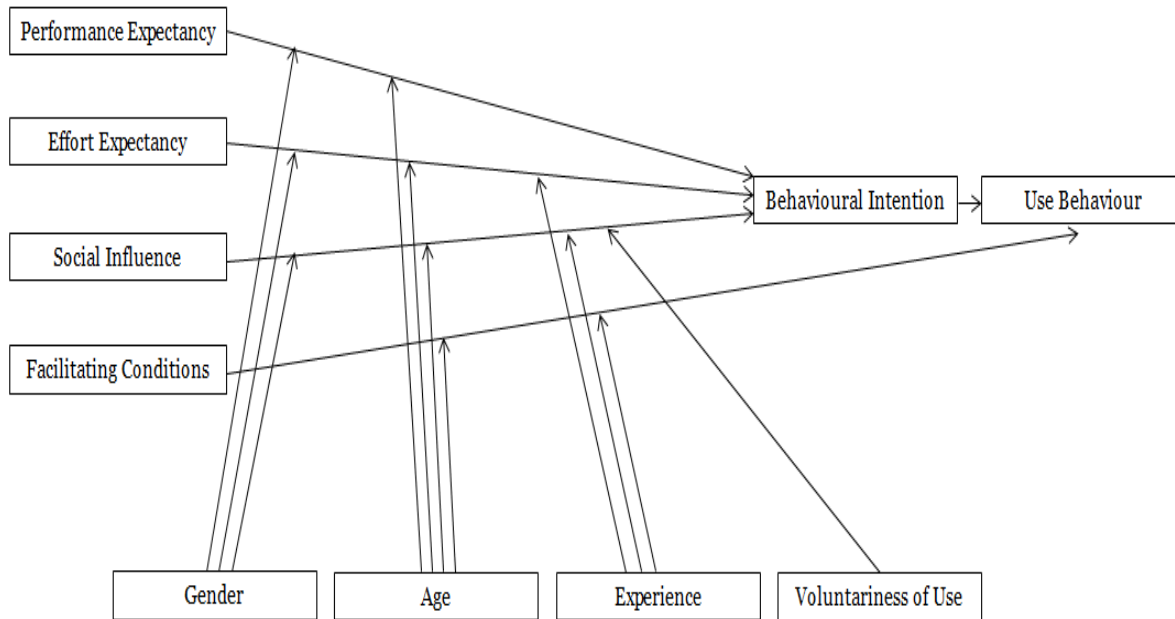 Performance Expectancy
Effort Expectancy
Behavioural Intention
Use Behaviour
Social Influence
Facilitating Conditions
Gender
Age
Experience
Voluntariness of Use